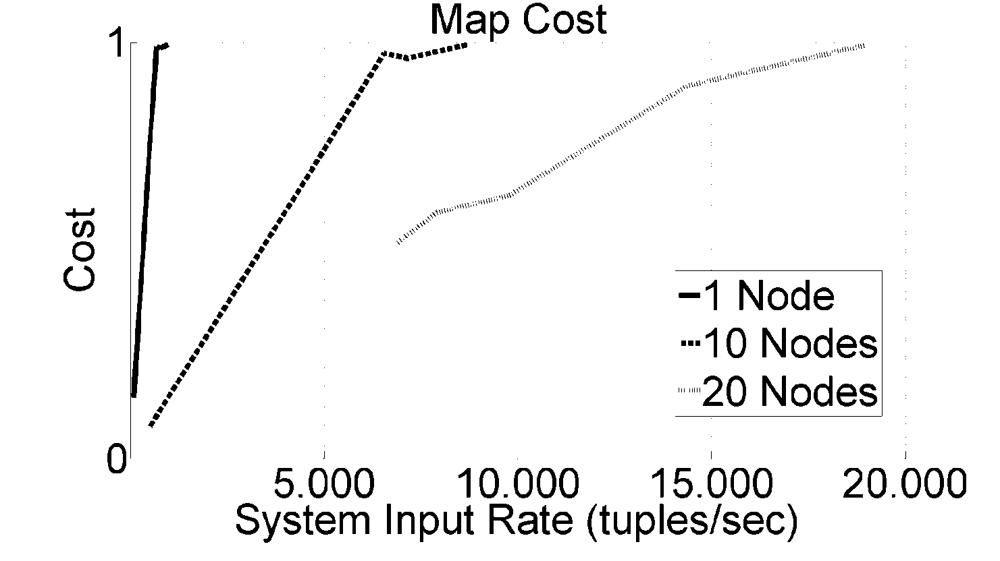 Map Cost
1
Cost
1 Node
10 Nodes
20 Nodes
0
5.000 10.000 15.000 20.000
System Input Rate (tuples/sec)